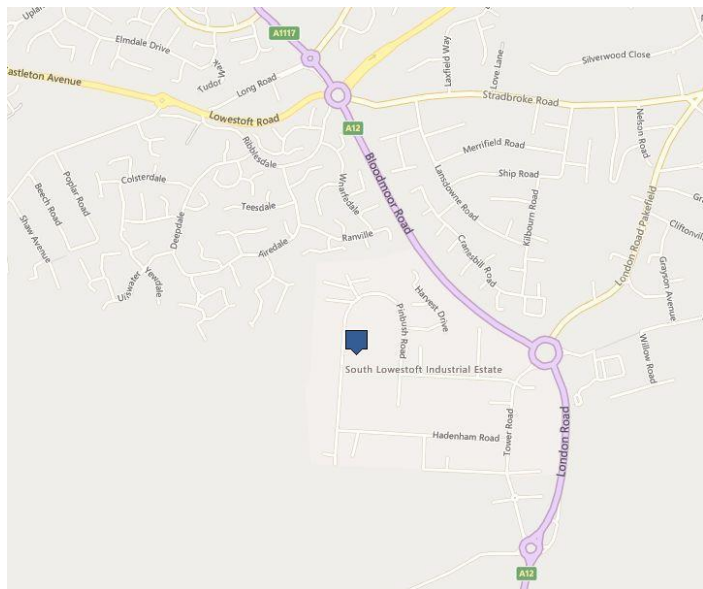 A1117
Elmdale Drive
Laxfield Way
Love Lane
Silverwood Close
Castleton Avenue
Tudor
Walk
Long Road
Stradbroke Road
Lowestoft Road
A12
Nelson Road
Ribblesdale
Bloodmoor Road
Merrifield Road
Ship Road
Colsterdale
Wharfedale
Lansdowne Road
Poplar Road
Beech Road
Shaw Avenue
Teesdale
Deepdale
Kilbourn Road
London Road Pakefield
Ranville
Airedale
Cranesbill Road
Grayson Avenue
Yewdale
Harvest Drive
Pinbush Road
Willow Road
South Lowestoft Industrial Estate
Hadenham Road
Tower Road
London Road
A12